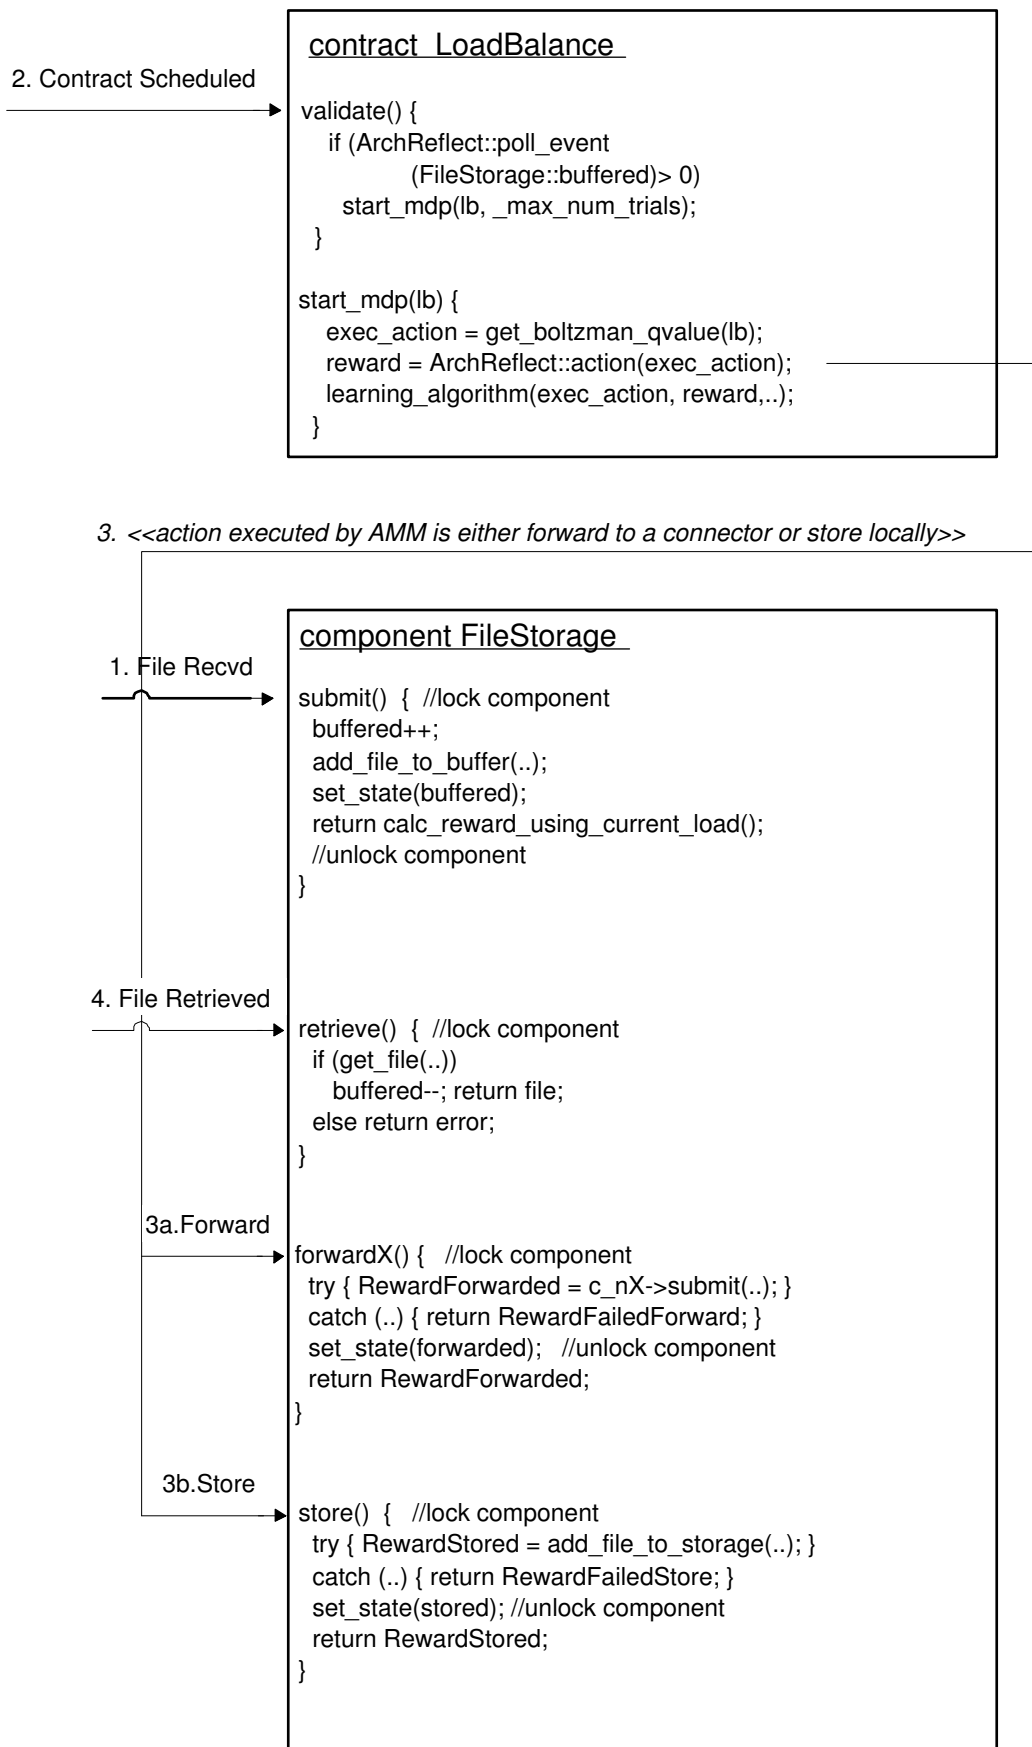 contract LoadBalance
2. Contract Scheduled
validate() {
if (ArchReflect::poll_event
(FileStorage::buffered)> 0)
start_mdp(lb, _max_num_trials);
}
start_mdp(lb) {
exec_action = get_boltzman_qvalue(lb);
reward = ArchReflect::action(exec_action);
learning_algorithm(exec_action, reward,..);
}
3. <<action executed by AMM is either forward to a connector or store locally>>
component FileStorage
1. File Recvd
submit() { //lock component
buffered++;
add_file_to_buffer(..);
set_state(buffered);
return calc_reward_using_current_load();
//unlock component
}
4. File Retrieved
retrieve() { //lock component
if (get_file(..))
buffered--; return file;
else return error;
}
3a.Forward
forwardX() { //lock component
try { RewardForwarded = c_nX->submit(..); }
catch (..) { return RewardFailedForward; }
set_state(forwarded); //unlock component
return RewardForwarded;
}
3b.Store
store() { //lock component
try { RewardStored = add_file_to_storage(..); }
catch (..) { return RewardFailedStore; }
set_state(stored); //unlock component
return RewardStored;
}